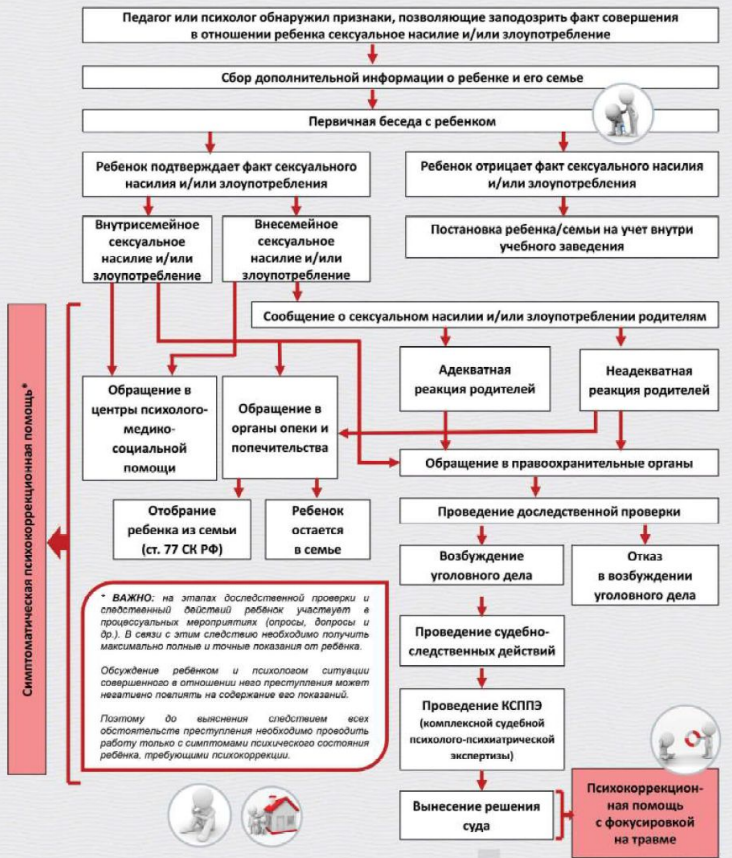 Педагог или психолог обнаружил признаки, позволяющие заподозрить факт совершения
в отношении ребенка сексуальное насилие и/или злоупотребление
Сбор дополнительной информации о ребенке и его семье
Первичная беседа с ребенком
Ребенок подтверждает факт сексуального
насилия и/или злоупотребления
Ребенок отрицает факт сексуального насилия
и/или злоупотребления
Внутрисемейное
сексуальное
насилие и/или
злоупотребление
Внесемейное
сексуальное
насилие и/или
злоупотребление
Постановка ребенка/семьи на учет внутри
учебного заведения
Сообщение о сексуальном насилии и/или злоупотреблении родителям
Адекватная
реакция родителей
Неадекватная
реакция родителей
Обращение в
центры психолого-
медико-
социальной
помощи
Обращение в
органы опеки и
попечительства
Обращение в правоохранительные органы
Отобрание
ребенка из семьи
(ст. 77 СК РФ)
Ребенок
остается
в семье
Проведение доследственной проверки
Возбуждение
уголовного дела
Отказ
в возбуждении
уголовного дела
Симптоматическая психокоррекционная помощь*
* ВАЖНО: на этапах доследственной проверки и
следственный действий ребёнок участвует в
процессуальных мероприятиях (опросы, допросы и
др.). В связи с этим следствию необходимо получить
максимально полные и точные показания от ребёнка.
Обсуждение ребёнком и психологом ситуации
совершенного в отношении него преступления может
негативно повлиять на содержание его показаний.
Поэтому до выяснения следствием всех
обстоятельств преступления необходимо проводить
работу только с симптомами психического состояния
ребёнка, требующими психокоррекции.
Проведение судебно-
следственных действий
Проведение КСППЭ
(комплексной судебной
психолого-психиатрической
экспертизы)
Вынесение решения
суда
Психокоррекцион-
ная помощь
с фокусировкой
на травме